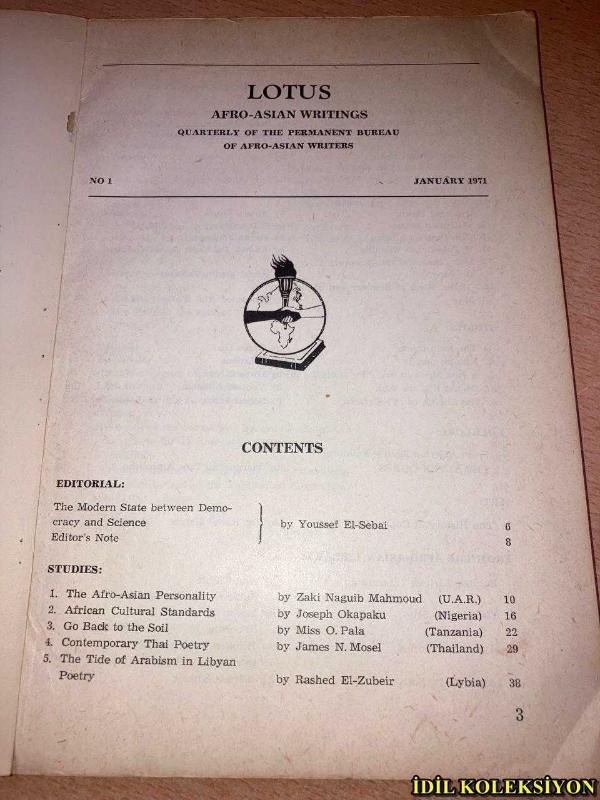 LOTUS
AFRO-ASIAN WRITINGS
QUARTERLY OF THE PERMANENT BUREAU
OF AFRO-ASIAN WRITERS
NO 1 JANUARY 1971
CONTENTS
EDITORIAL:
The Modern State between Demo-
cracy and Science by Youssef El-Sebai 6
Editor's Note 8
STUDIES:
1. The Afro-Asian Personality by Zaki Naguib Mahmoud (U.A.R.) 10
2. African Cultural Standards by Joseph Okapaku (Nigeria) 16
3. Go Back to the Soil by Miss O. Pala (Tanzania) 22
4. Contemporary Thai Poetry by James N. Mosel (Thailand) 29
5. The Tide of Arabism in Libyan
Poetry by Rashed El-Zubeir (Lybia) 38
3
İDİL KOLEKSİYON